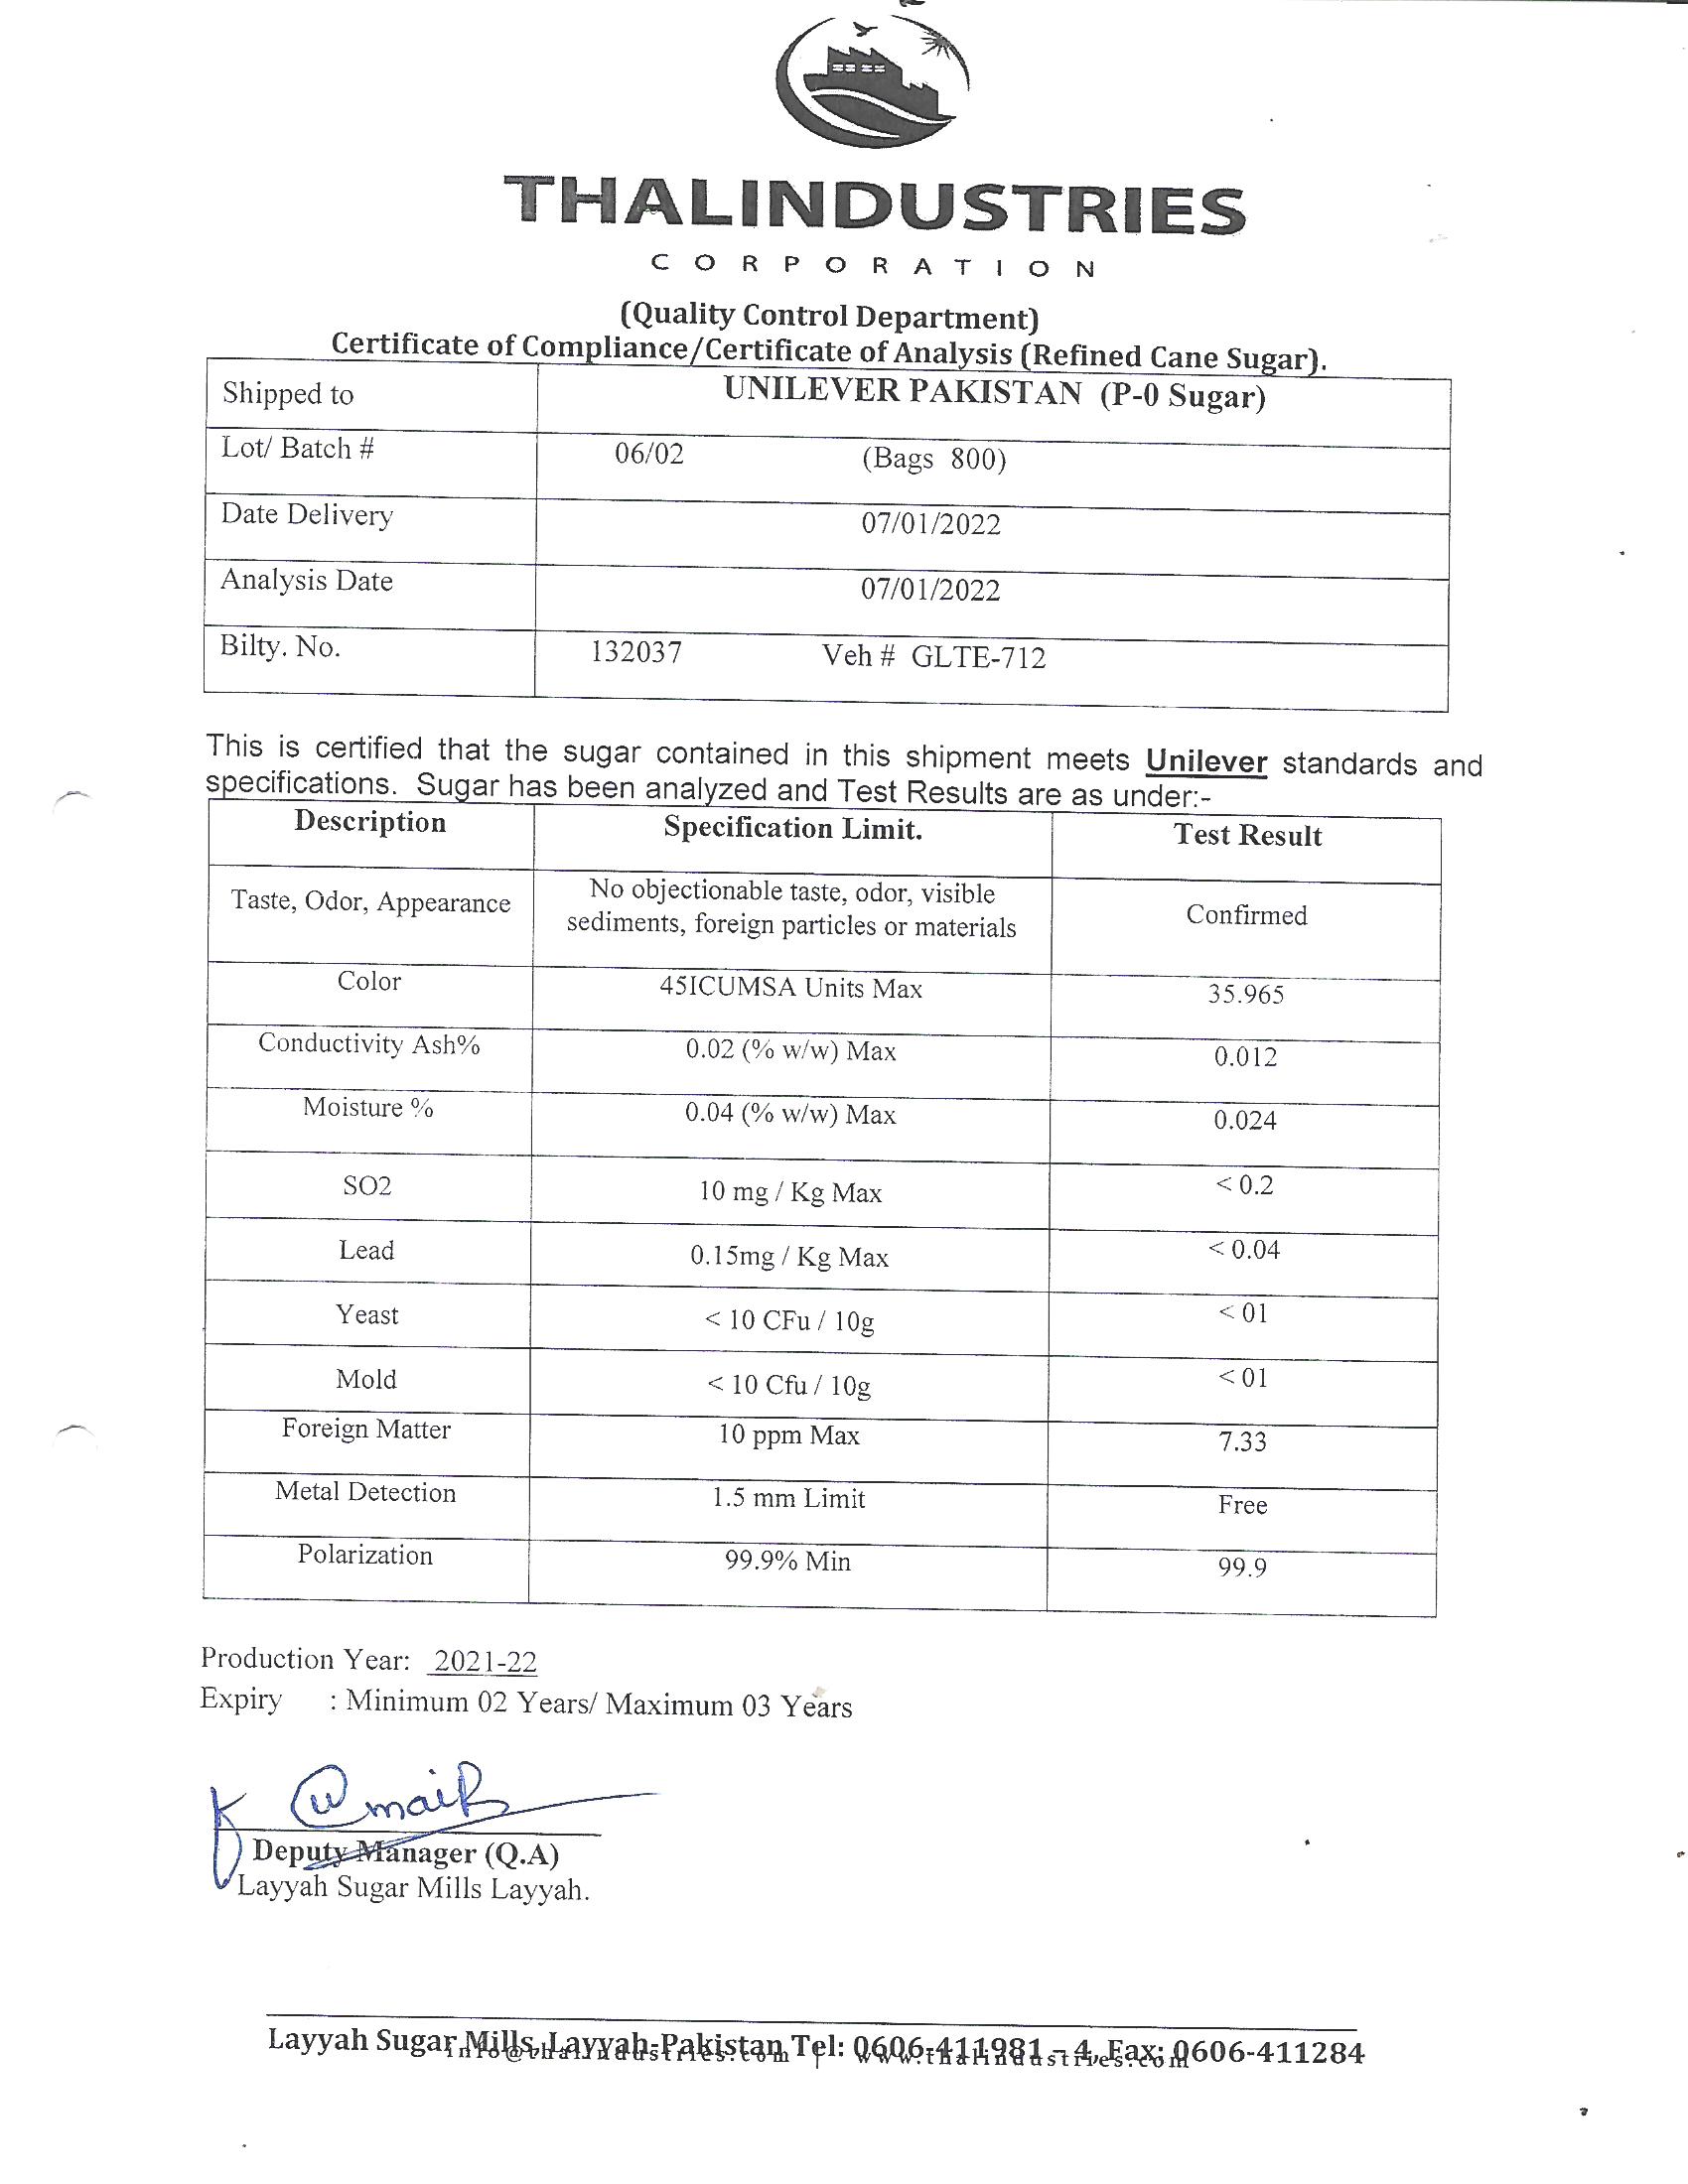 THALINDUSTRIES
CORPORATION
(Quality Control Department)
Certificate of Compliance/Certificate of Analysis (Refined Cane Sugar).
Shipped to UNILEVER PAKISTAN (P-0 Sugar)
Lot/ Batch # 06/02 (Bags 800)
Date Delivery 07/01/2022
Analysis Date 07/01/2022
Bilty. No. 132037 Veh # GLTE-712
This is certified that the sugar contained in this shipment meets Unilever standards and
specifications. Sugar has been analyzed and Test Results are as under:-
Description Specification Limit. Test Result
Taste, Odor, Appearance No objectionable taste, odor, visible
sediments, foreign particles or materials Confirmed
Color 45ICUMSA Units Max 35.965
Conductivity Ash% 0.02 (% w/w) Max 0.012
Moisture % 0.04 (% w/w) Max 0.024
SO2 10 mg / Kg Max < 0.2
Lead 0.15mg / Kg Max < 0.04
Yeast < 10 CFu / 10g < 01
Mold < 10 Cfu / 10g < 01
Foreign Matter 10 ppm Max 7.33
Metal Detection 1.5 mm Limit Free
Polarization 99.9% Min 99.9
Production Year: 2021-22
Expiry : Minimum 02 Years/ Maximum 03 Years
Deputy Manager (Q.A)
Layyah Sugar Mills Layyah.
Layyah Sugar Mills, Layyah-Pakistan Tel: 0606-411981 – 4, Fax: 0606-411284
info@thalindustries.com | www.thalindustries.com